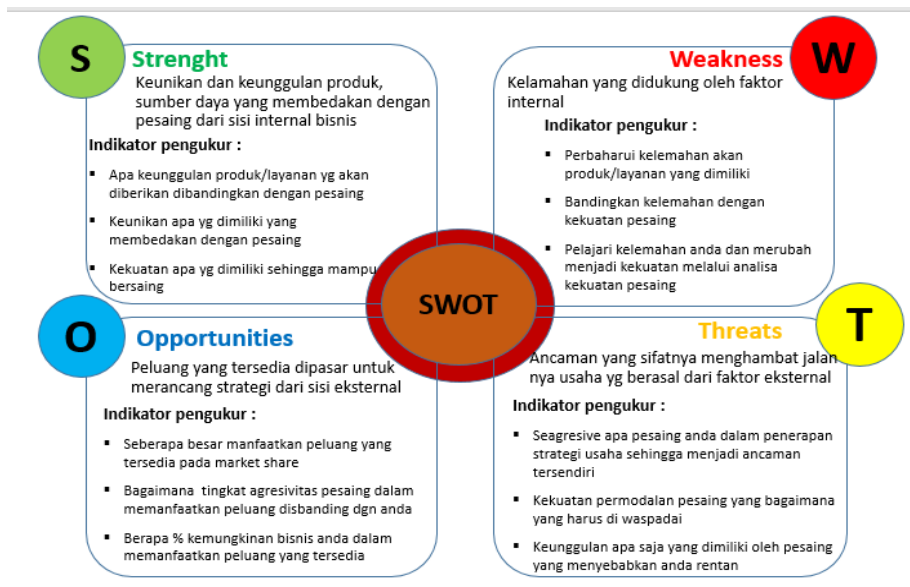 S
Strenght
Keunikan dan keunggulan produk,
sumber daya yang membedakan dengan
pesaing dari sisi internal bisnis
Indikator pengukur :
▪ Apa keunggulan produk/layanan yg akan
diberikan dibandingkan dengan pesaing
▪ Keunikan apa yg dimiliki yang
membedakan dengan pesaing
▪ Kekuatan apa yg dimiliki sehingga mampu
bersaing
Weakness
W
Kelamahan yang didukung oleh faktor
internal
Indikator pengukur :
▪ Perbaharui kelemahan akan
produk/layanan yang dimiliki
▪ Bandingkan kelemahan dengan
kekuatan pesaing
▪ Pelajari kelemahan anda dan merubah
menjadi kekuatan melalui analisa
kekuatan pesaing
SWOT
O
Opportunities
Peluang yang tersedia dipasar untuk
merancang strategi dari sisi eksternal
Indikator pengukur :
▪ Seberapa besar manfaatkan peluang yang
tersedia pada market share
▪ Bagaimana tingkat agresivitas pesaing dalam
memanfaatkan peluang disbanding dgn anda
▪ Berapa % kemungkinan bisnis anda dalam
memanfaatkan peluang yang tersedia
Threats
T
Ancaman yang sifatnya menghambat jalan
nya usaha yg berasal dari faktor eksternal
Indikator pengukur :
▪ Seagresive apa pesaing anda dalam penerapan
strategi usaha sehingga menjadi ancaman
tersendiri
▪ Kekuatan permodalan pesaing yang bagaimana
yang harus di waspadai
▪ Keunggulan apa saja yang dimiliki oleh pesaing
yang menyebabkan anda rentan